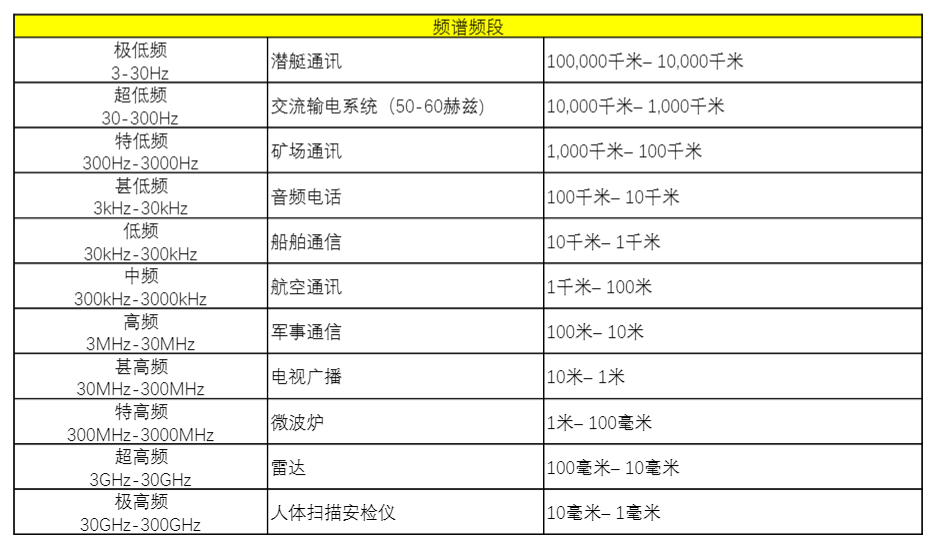 频谱频段
极低频
3-30Hz
潜艇通讯
100,000千米– 10,000千米
超低频
30-300Hz
交流输电系统（50-60赫兹）
10,000千米– 1,000千米
特低频
300Hz-3000Hz
矿场通讯
1,000千米– 100千米
甚低频
3kHz-30kHz
音频电话
100千米– 10千米
低频
30kHz-300kHz
船舶通信
10千米– 1千米
中频
300kHz-3000kHz
航空通讯
1千米– 100米
高频
3MHz-30MHz
军事通信
100米– 10米
甚高频
30MHz-300MHz
电视广播
10米– 1米
特高频
300MHz-3000MHz
微波炉
1米– 100毫米
超高频
3GHz-30GHz
雷达
100毫米– 10毫米
极高频
30GHz-300GHz
人体扫描安检仪
10毫米– 1毫米